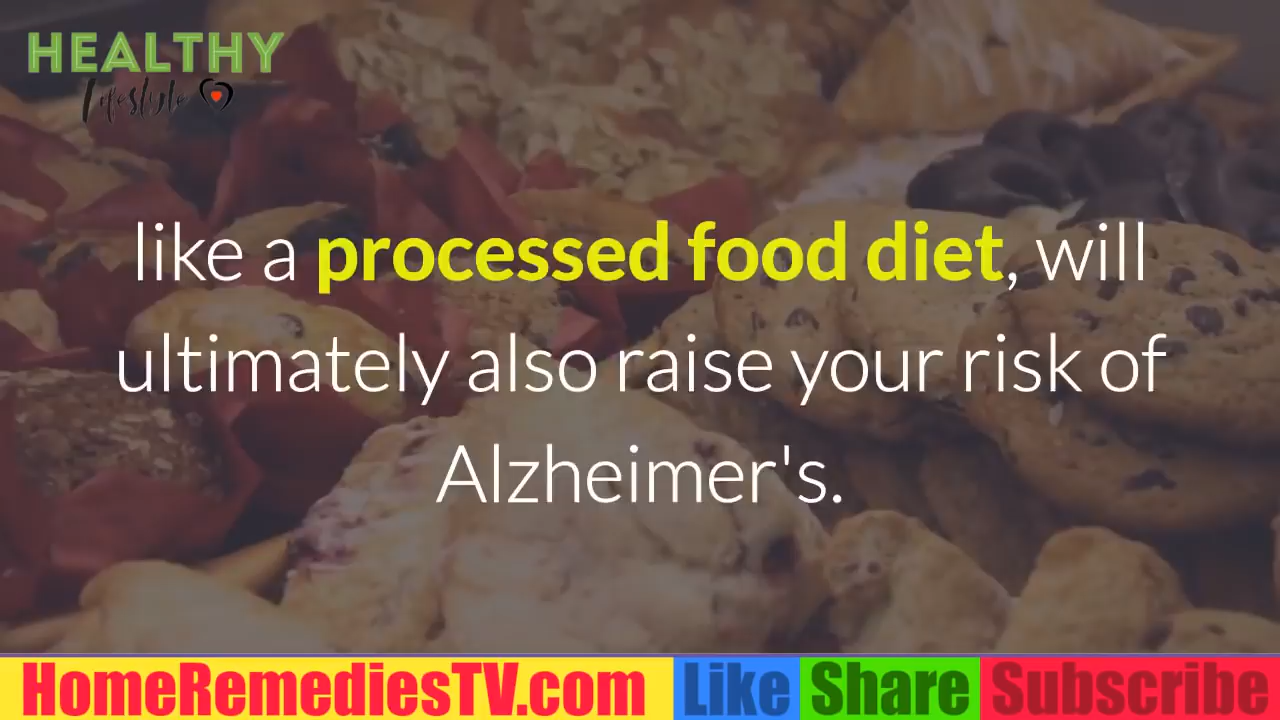 HEALTHY
Lifestyle
like a processed food diet, will
ultimately also raise your risk of
Alzheimer's.
HomeRemediesTV.com Like Share Subscribe